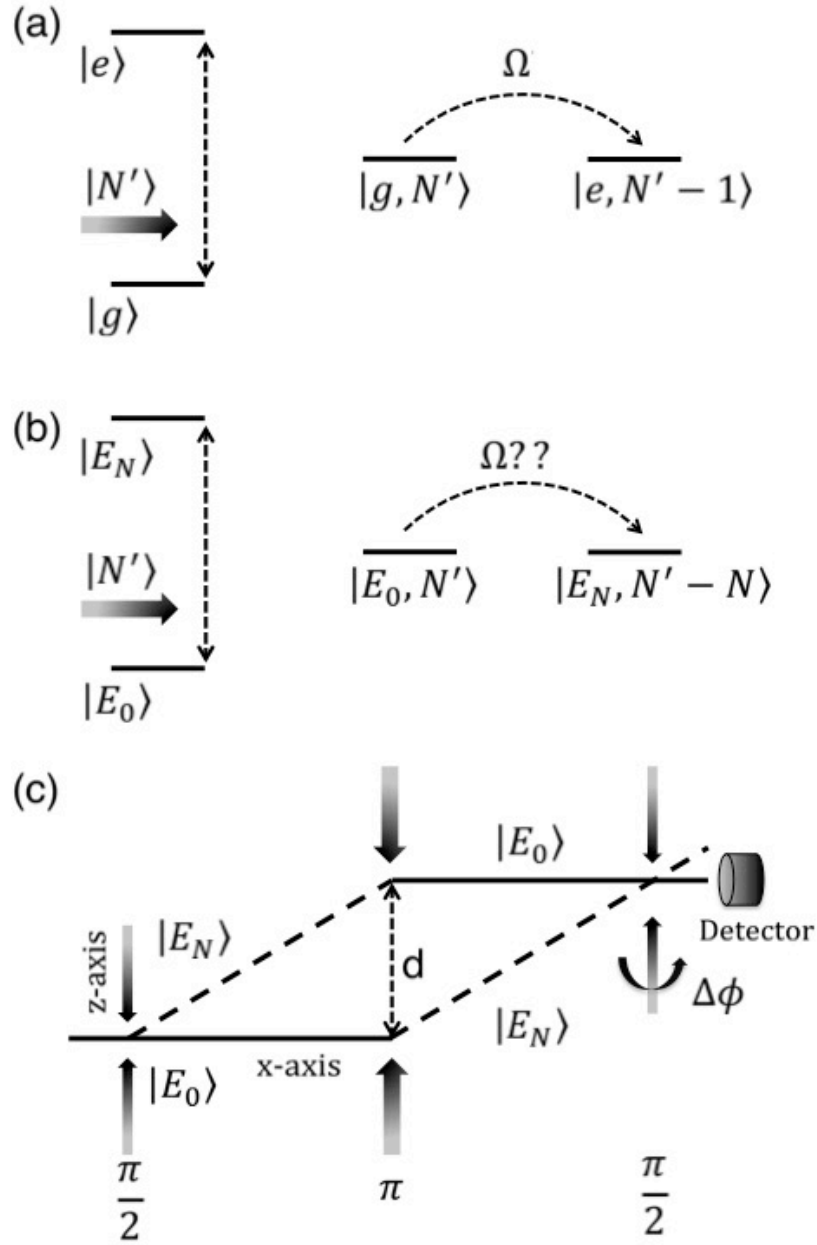 (a)
|e⟩
|N'⟩
|g⟩
Ω
|g, N'⟩
|e, N' − 1⟩
(b)
|E_N⟩
|N'⟩
|E_0⟩
Ω??
|E_0, N'⟩
|E_N, N' − N⟩
(c)
|E_0⟩
|E_N⟩
z-axis
d
Detector
Δϕ
|E_N⟩
x-axis
|E_0⟩
π/2
π
π/2